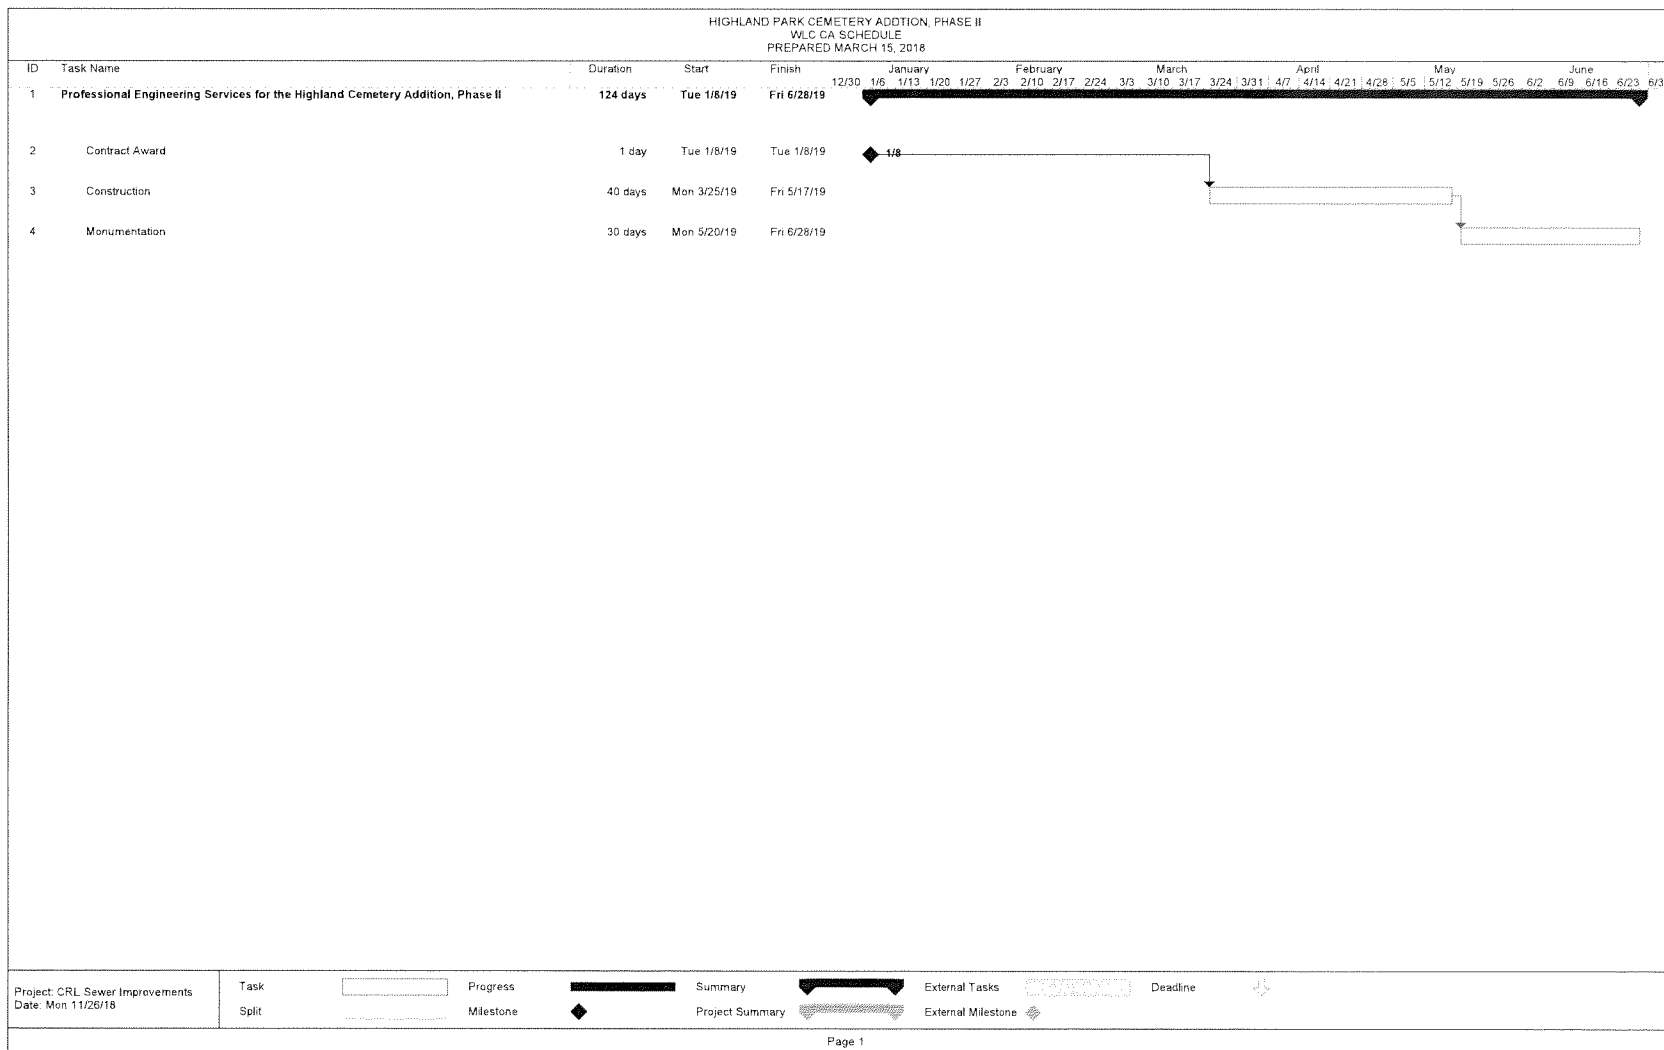 HIGHLAND PARK CEMETERY ADDTION, PHASE II
WLC CA SCHEDULE
PREPARED MARCH 15, 2018
ID Task Name Duration Start Finish January February March April May June
12/30 1/6 1/13 1/20 1/27 2/3 2/10 2/17 2/24 3/3 3/10 3/17 3/24 3/31 4/7 4/14 4/21 4/28 5/5 5/12 5/19 5/26 6/2 6/9 6/16 6/23 6/3
1 Professional Engineering Services for the Highland Cemetery Addition, Phase II 124 days Tue 1/8/19 Fri 6/28/19
2 Contract Award 1 day Tue 1/8/19 Tue 1/8/19 1/8
3 Construction 40 days Mon 3/25/19 Fri 5/17/19
4 Monumentation 30 days Mon 5/20/19 Fri 6/28/19
Project: CRL Sewer Improvements
Date: Mon 11/26/18
Task Progress Summary External Tasks Deadline
Split Milestone Project Summary External Milestone
Page 1